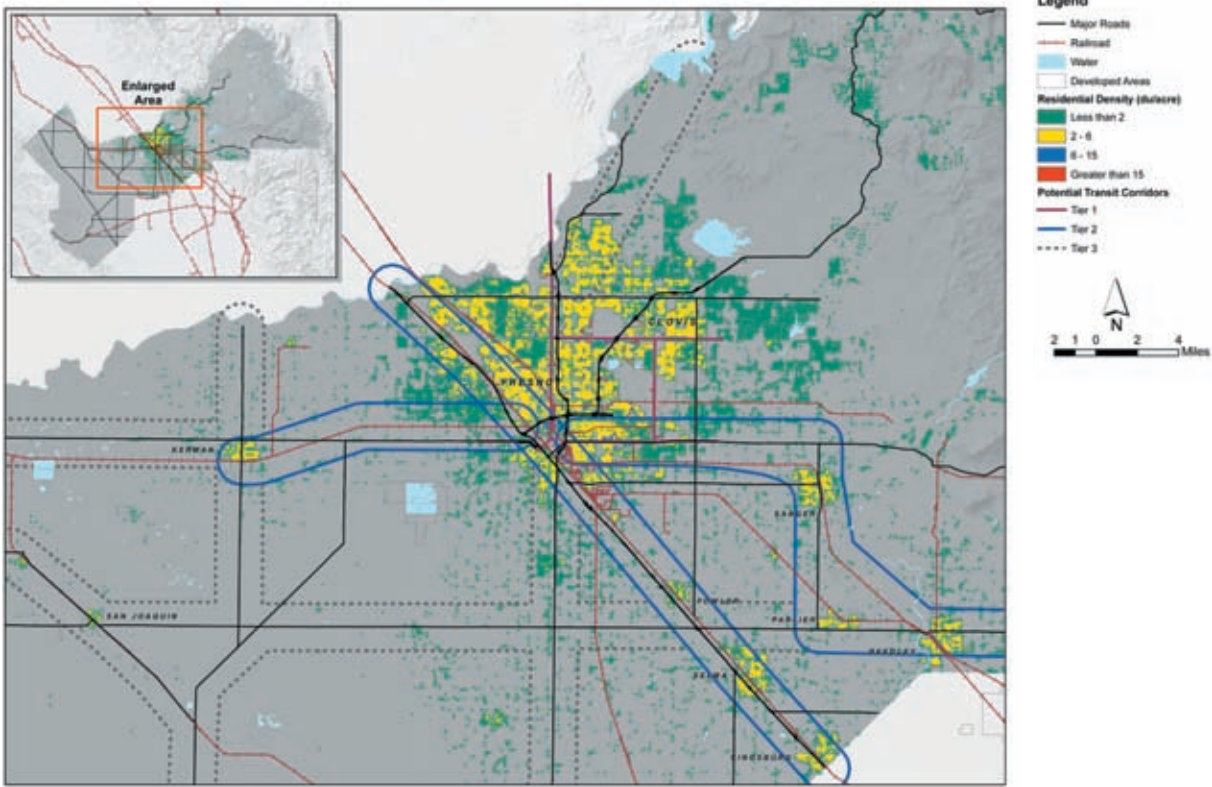 Enlarged
Area
CLOVIS
FRESNO
KERMAN
SANGER
SAN JOAQUIN
FOWLER
PARLIER
REEDLEY
SELMA
KINGSBURG
Legend
Major Roads
Railroad
Water
Developed Areas
Residential Density (du/acre)
Less than 2
2 - 6
6 - 15
Greater than 15
Potential Transit Corridors
Tier 1
Tier 2
Tier 3
N
2 1 0 2 4
Miles